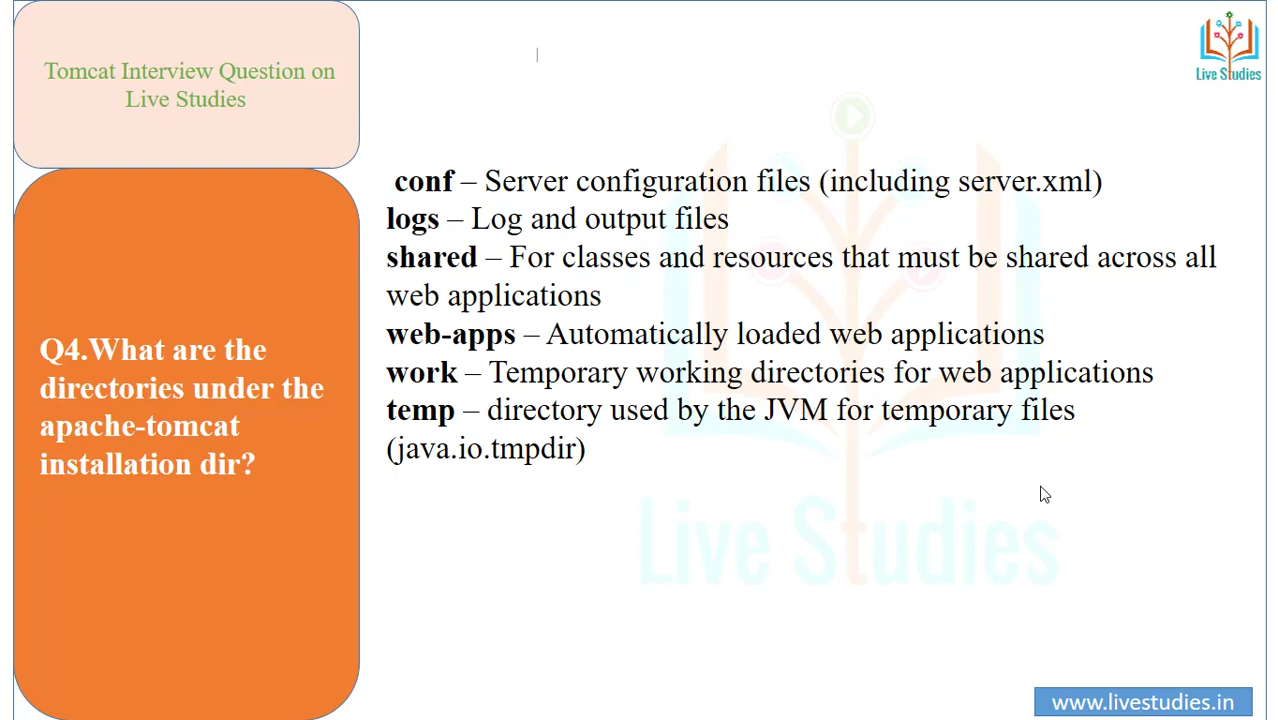 Tomcat Interview Question on
Live Studies
Live Studies
Q4.What are the
directories under the
apache-tomcat
installation dir?
conf – Server configuration files (including server.xml)
logs – Log and output files
shared – For classes and resources that must be shared across all
web applications
web-apps – Automatically loaded web applications
work – Temporary working directories for web applications
temp – directory used by the JVM for temporary files
(java.io.tmpdir)
Live Studies
www.livestudies.in